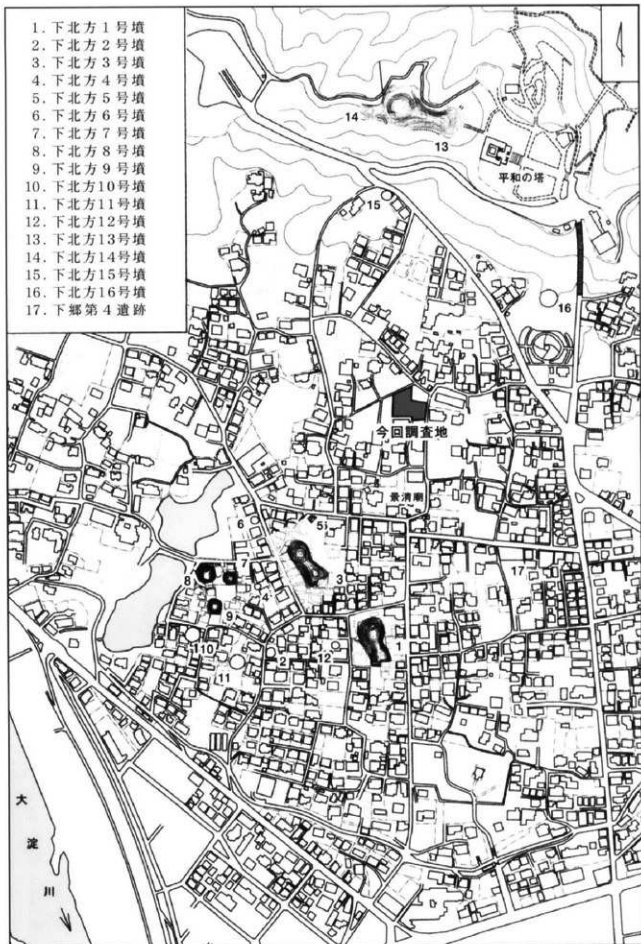 1. 下北方1号墳
2. 下北方2号墳
3. 下北方3号墳
4. 下北方4号墳
5. 下北方5号墳
6. 下北方6号墳
7. 下北方7号墳
8. 下北方8号墳
9. 下北方9号墳
10. 下北方10号墳
11. 下北方11号墳
12. 下北方12号墳
13. 下北方13号墳
14. 下北方14号墳
15. 下北方15号墳
16. 下北方16号墳
17. 下郷第4遺跡
14
13
平和の塔
15
16
今回調査地
景清廟
6
5
17
7
3
8
4
9
10
2
12
1
11
大淀川